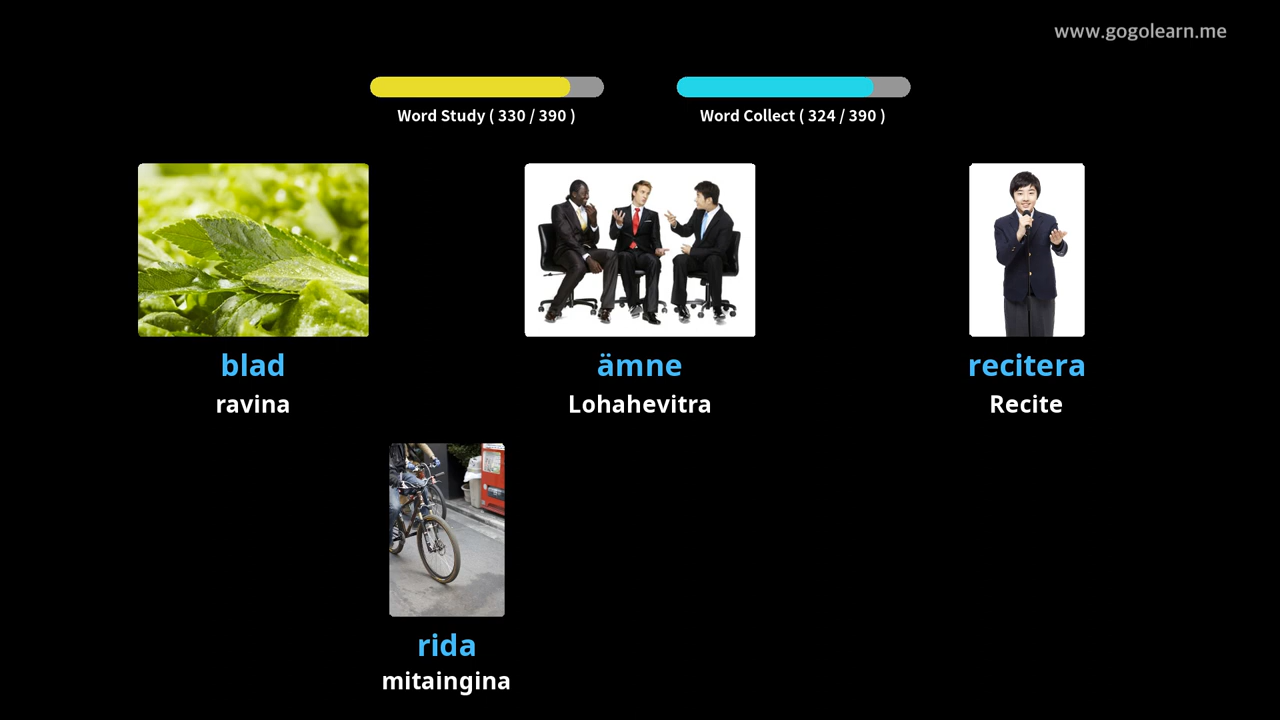 www.gogolearn.me
Word Study ( 330 / 390 )
Word Collect ( 324 / 390 )
blad
ämne
recitera
ravina
Lohahevitra
Recite
rida
mitaingina